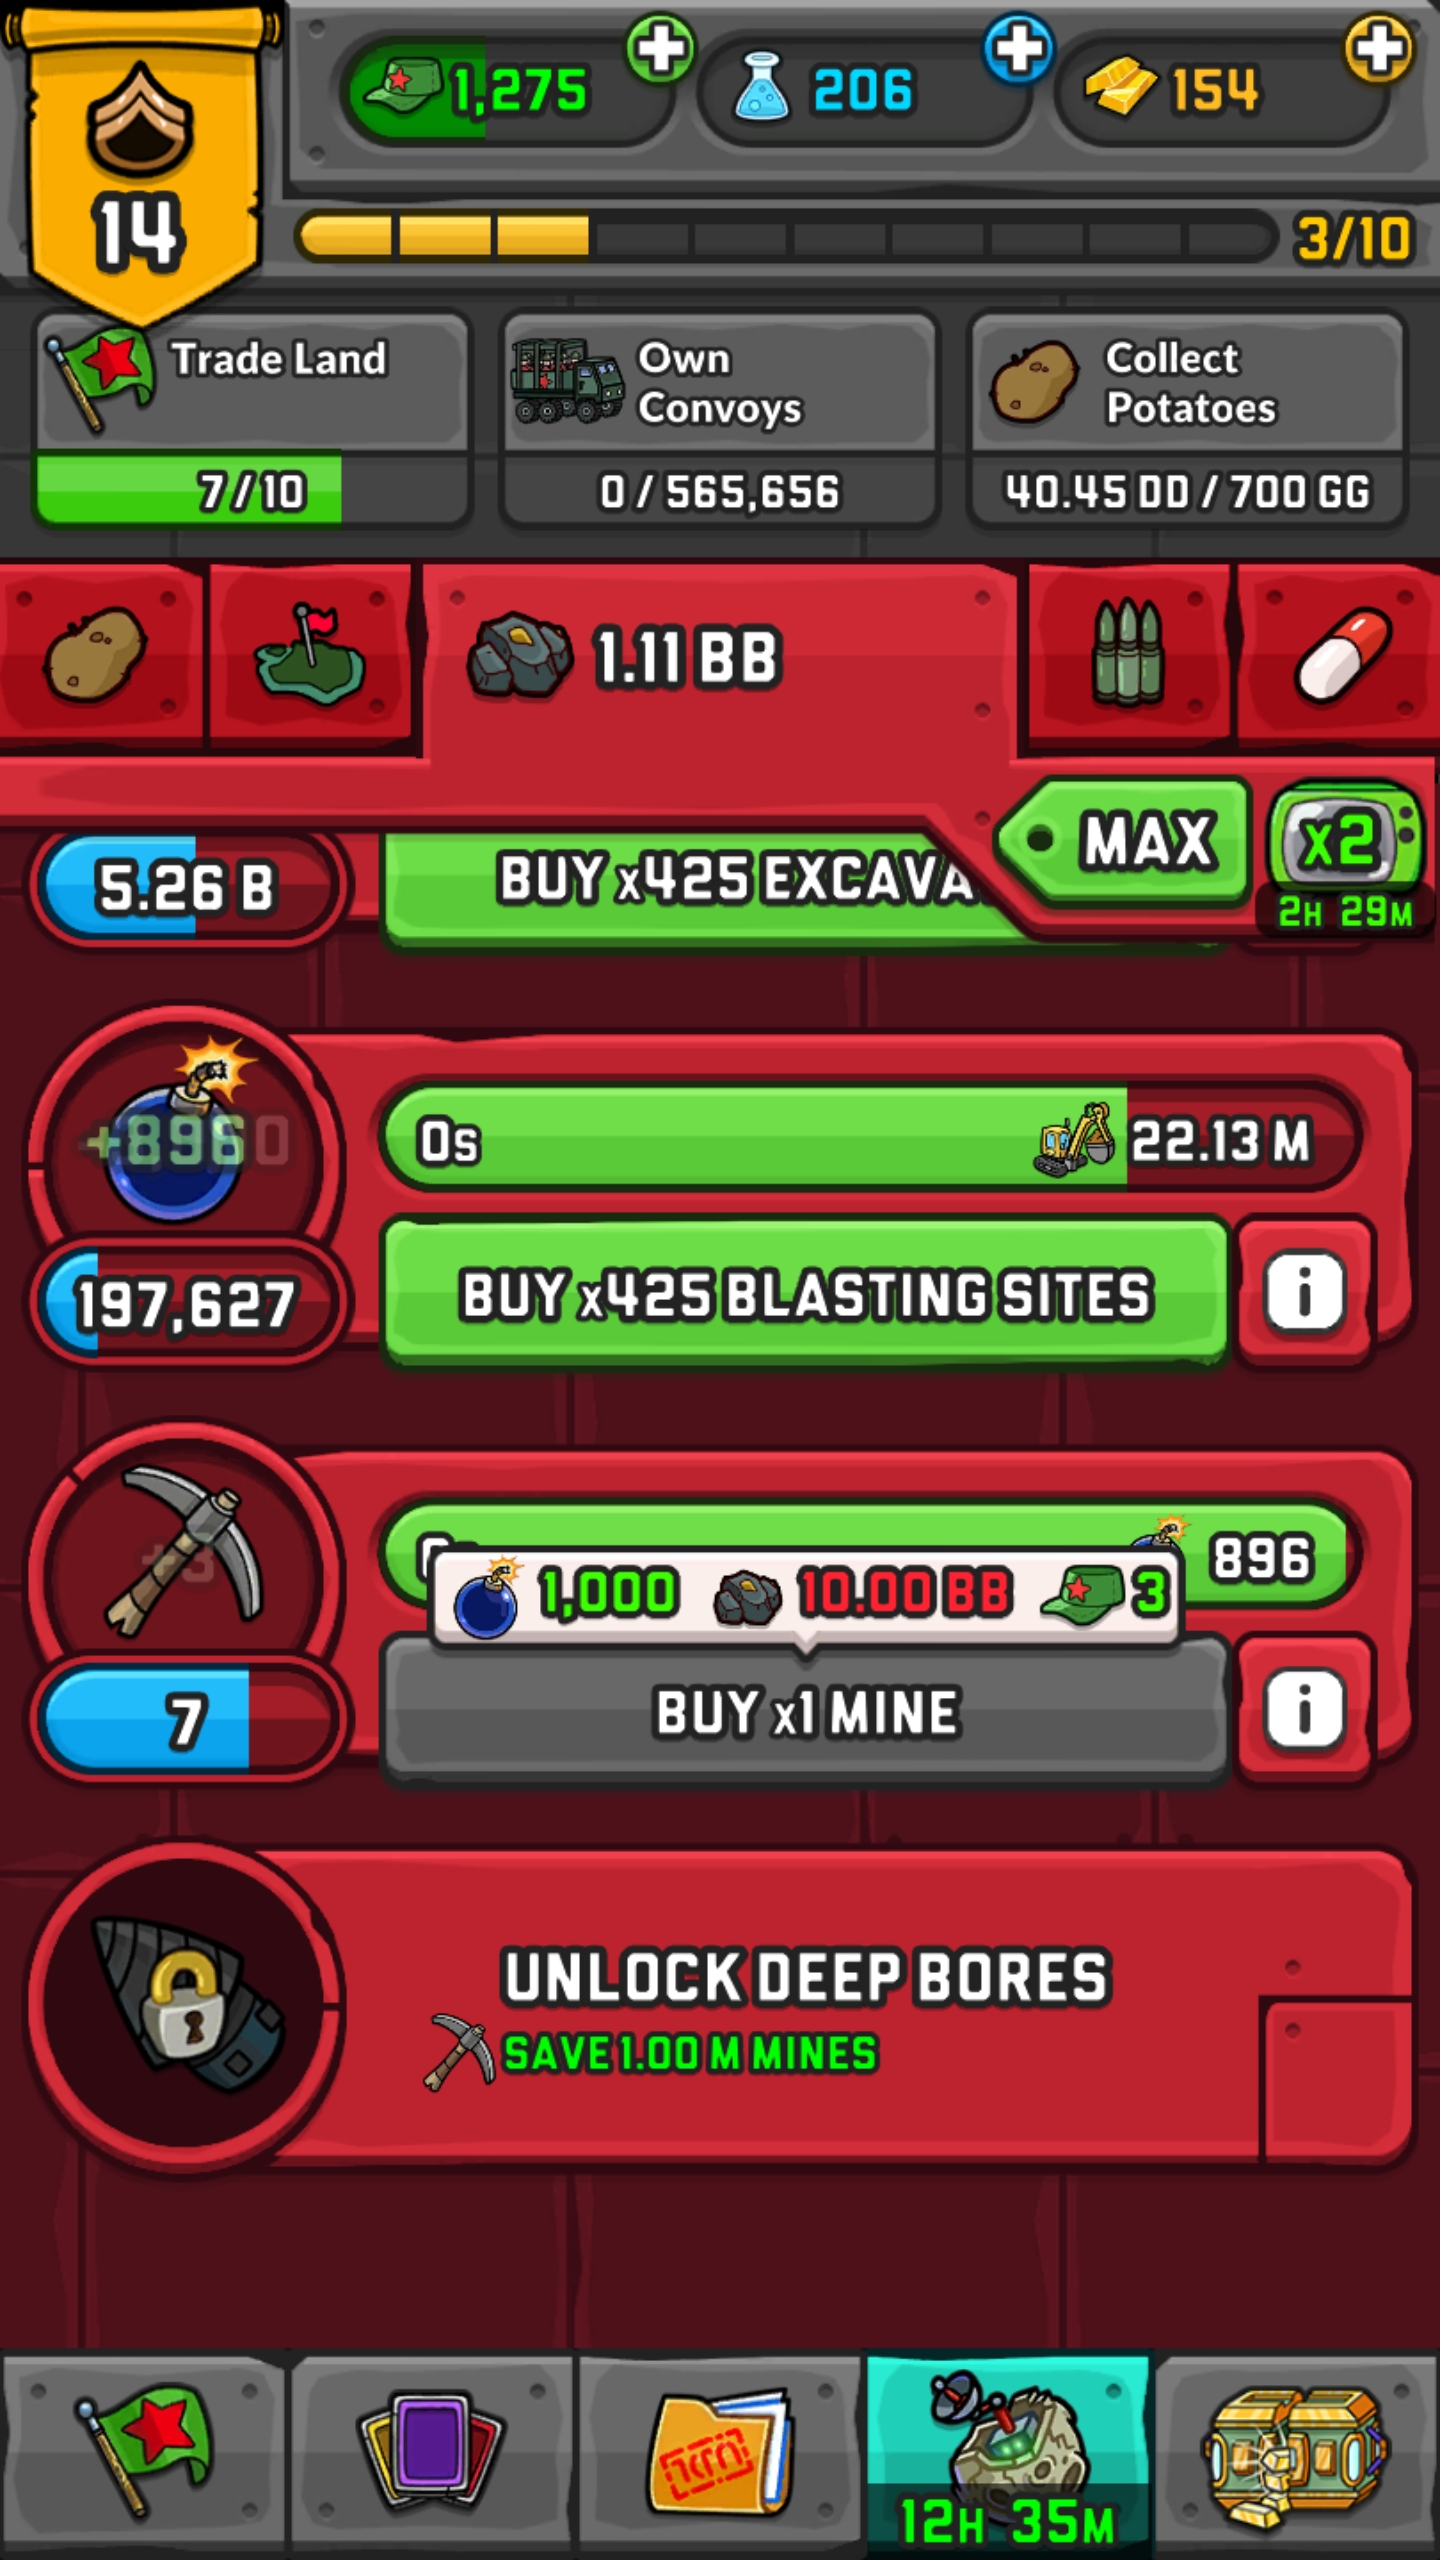 1,275
206
154
14
3/10
Trade Land
7/10
Own
Convoys
0/565,656
Collect
Potatoes
40.45 DD/700 GG
1.11 BB
MAX
x2
2H 29M
5.26 B
BUY x425
+8960
0s
22.13 M
197,627
BUY x425 BLASTING SITES
i
+3
896
1,000
10.00 BB
3
7
BUY x1 MINE
i
UNLOCK DEEP BORES
SAVE 1.00 M MINES
12H 35M